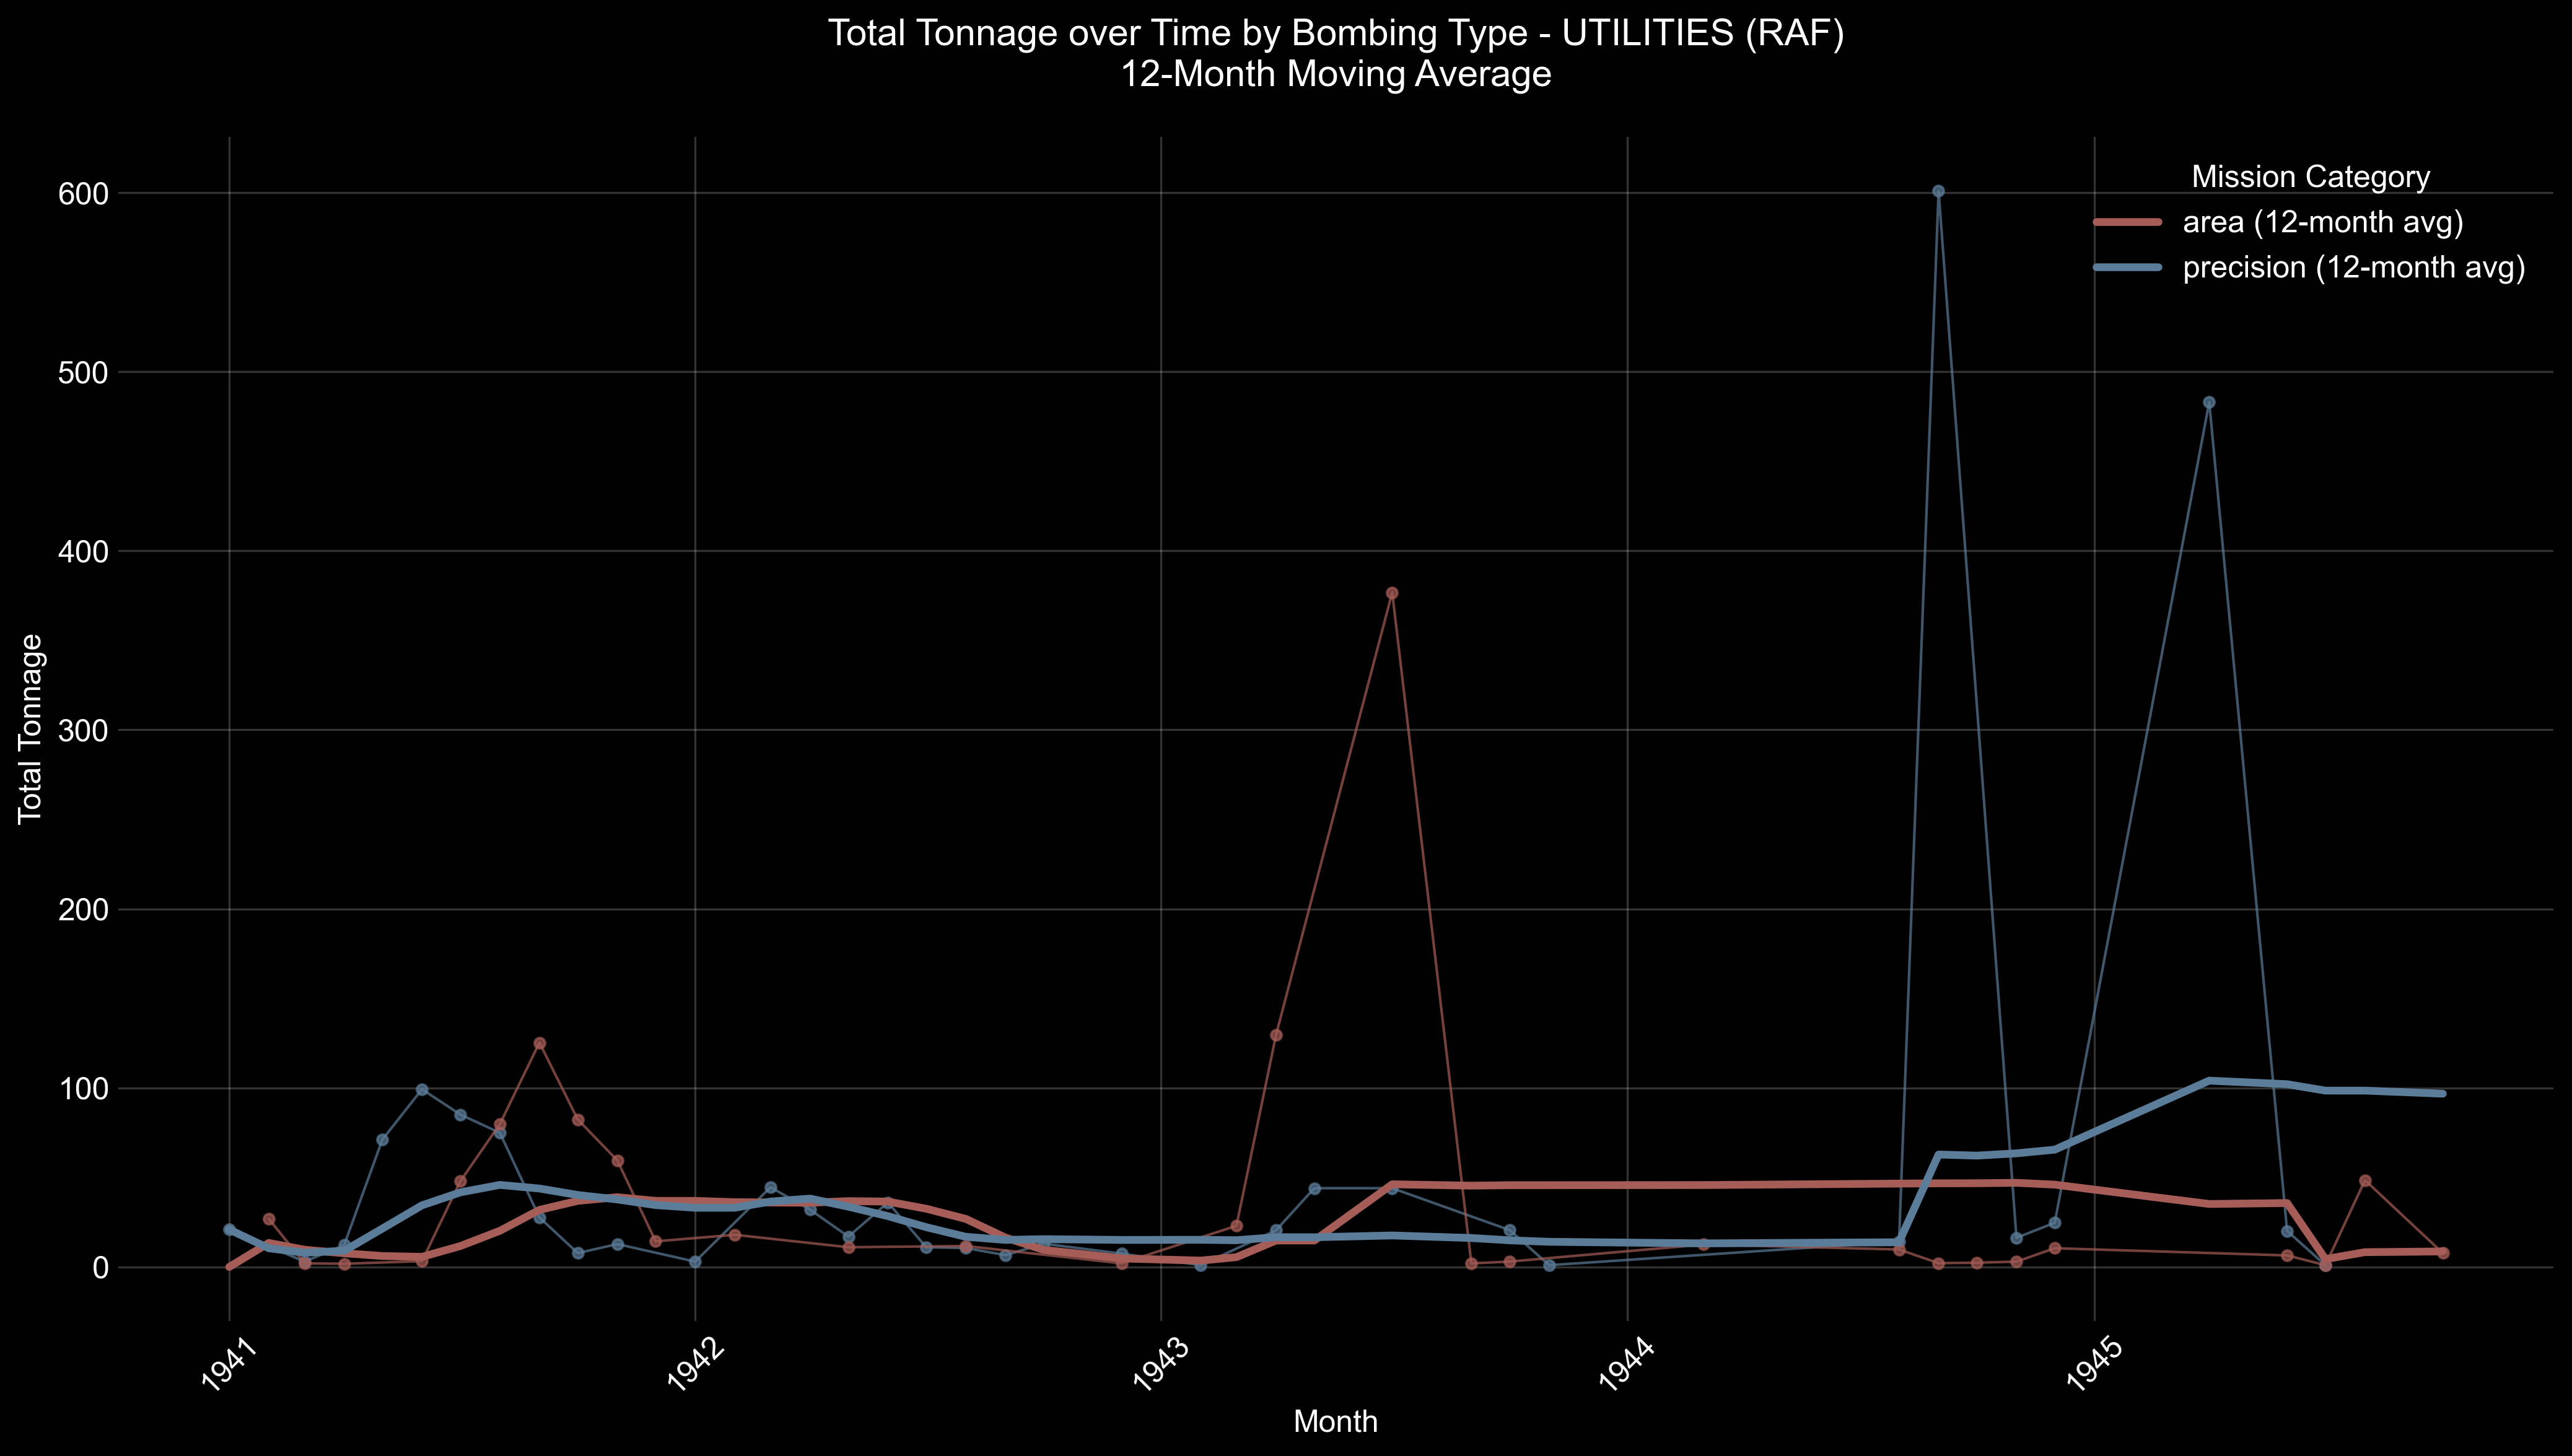 Total Tonnage over Time by Bombing Type - UTILITIES (RAF)
12-Month Moving Average
Mission Category
area (12-month avg)
precision (12-month avg)
Total Tonnage
600
500
400
300
200
100
0
1941
1942
1943
1944
1945
Month